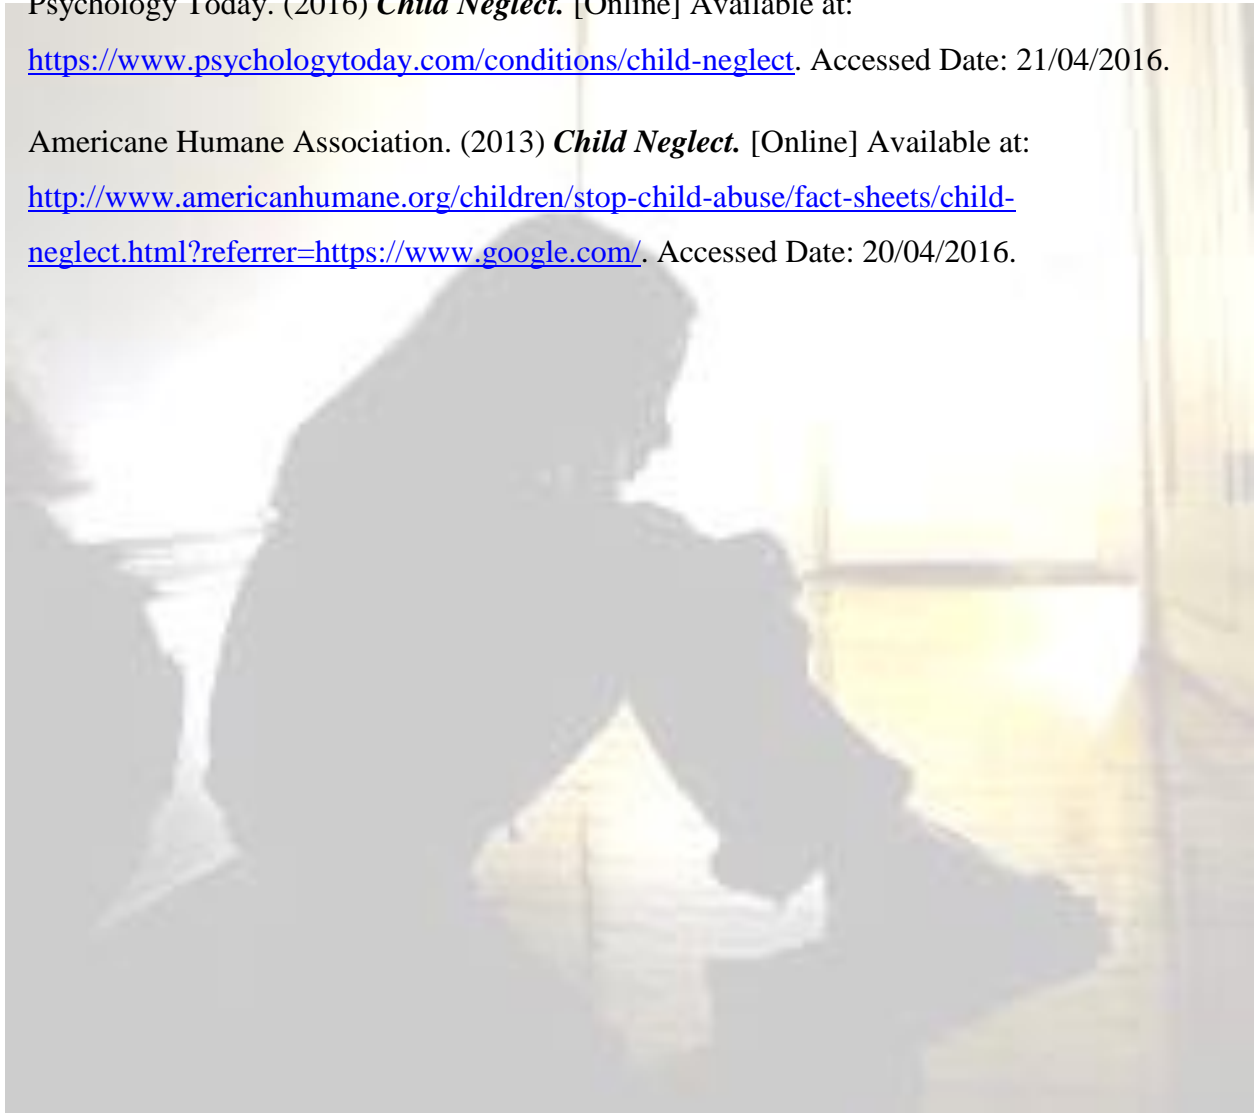 Psychology Today. (2016) Child Neglect. [Online] Available at:
https://www.psychologytoday.com/conditions/child-neglect. Accessed Date: 21/04/2016.
Americane Humane Association. (2013) Child Neglect. [Online] Available at:
http://www.americanhumane.org/children/stop-child-abuse/fact-sheets/child-
neglect.html?referrer=https://www.google.com/. Accessed Date: 20/04/2016.